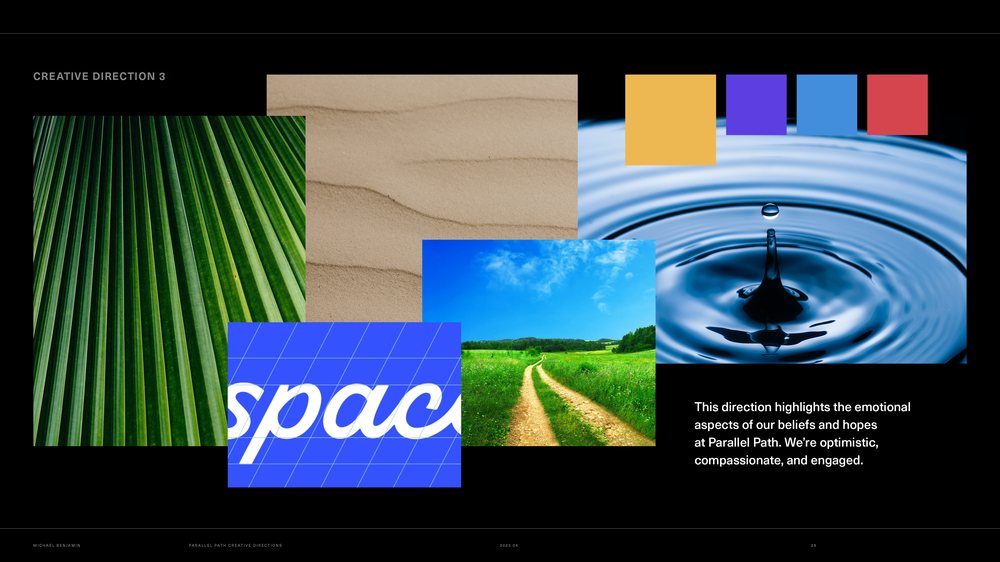 CREATIVE DIRECTION 3
space
This direction highlights the emotional
aspects of our beliefs and hopes
at Parallel Path. We're optimistic,
compassionate, and engaged.
MICHAEL BENJAMIN
PARALLEL PATH CREATIVE DIRECTIONS